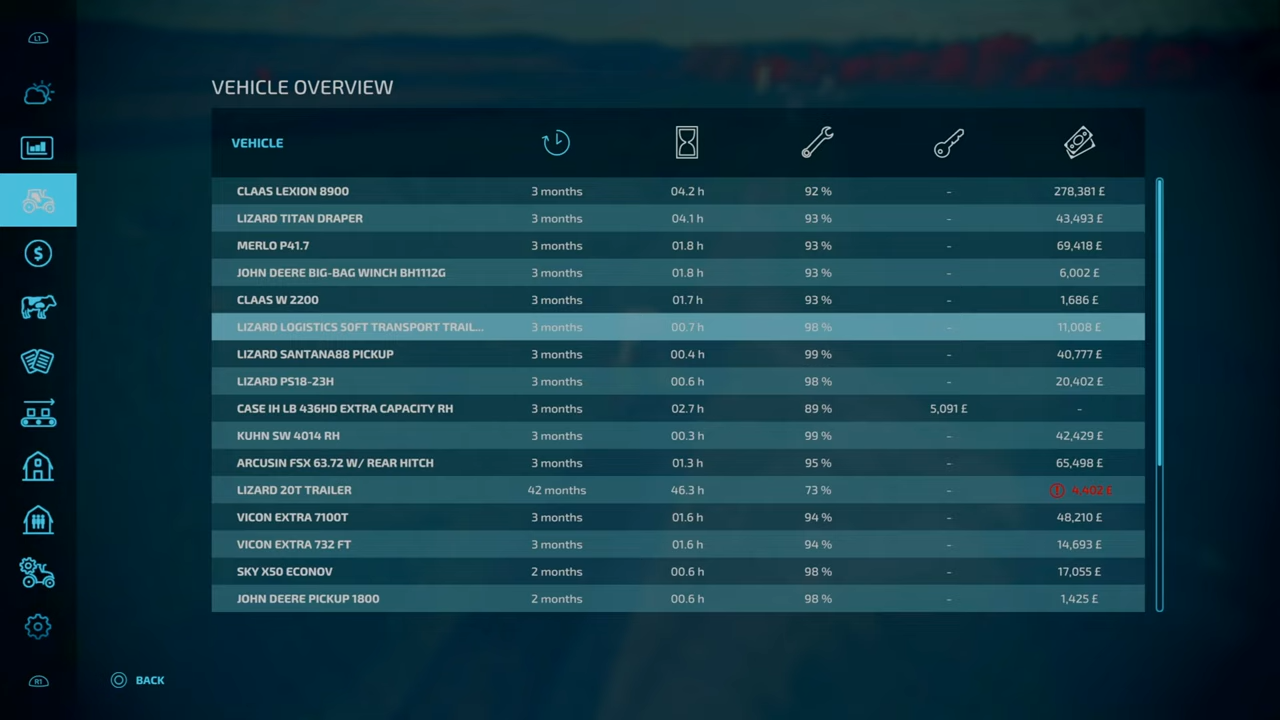 L1
VEHICLE OVERVIEW
VEHICLE
CLAAS LEXION 8900 3 months 04.2 h 92 % - 278,381 £
LIZARD TITAN DRAPER 3 months 04.1 h 93 % - 43,493 £
MERLO P41.7 3 months 01.8 h 93 % - 69,418 £
JOHN DEERE BIG-BAG WINCH BH1112G 3 months 01.8 h 93 % - 6,002 £
CLAAS W 2200 3 months 01.7 h 93 % - 1,686 £
LIZARD LOGISTICS 50FT TRANSPORT TRAIL... 3 months 00.7 h 98 % - 11,008 £
LIZARD SANTANA88 PICKUP 3 months 00.4 h 99 % - 40,777 £
LIZARD PS18-23H 3 months 00.6 h 98 % - 20,402 £
CASE IH LB 436HD EXTRA CAPACITY RH 3 months 02.7 h 89 % 5,091 £ -
KUHN SW 4014 RH 3 months 00.3 h 99 % - 42,429 £
ARCUSIN FSX 63.72 W/ REAR HITCH 3 months 01.3 h 95 % - 65,498 £
LIZARD 20T TRAILER 42 months 46.3 h 73 % - 4,402 £
VICON EXTRA 7100T 3 months 01.6 h 94 % - 48,210 £
VICON EXTRA 732 FT 3 months 01.6 h 94 % - 14,693 £
SKY X50 ECONOV 2 months 00.6 h 98 % - 17,055 £
JOHN DEERE PICKUP 1800 2 months 00.6 h 98 % - 1,425 £
R1
BACK